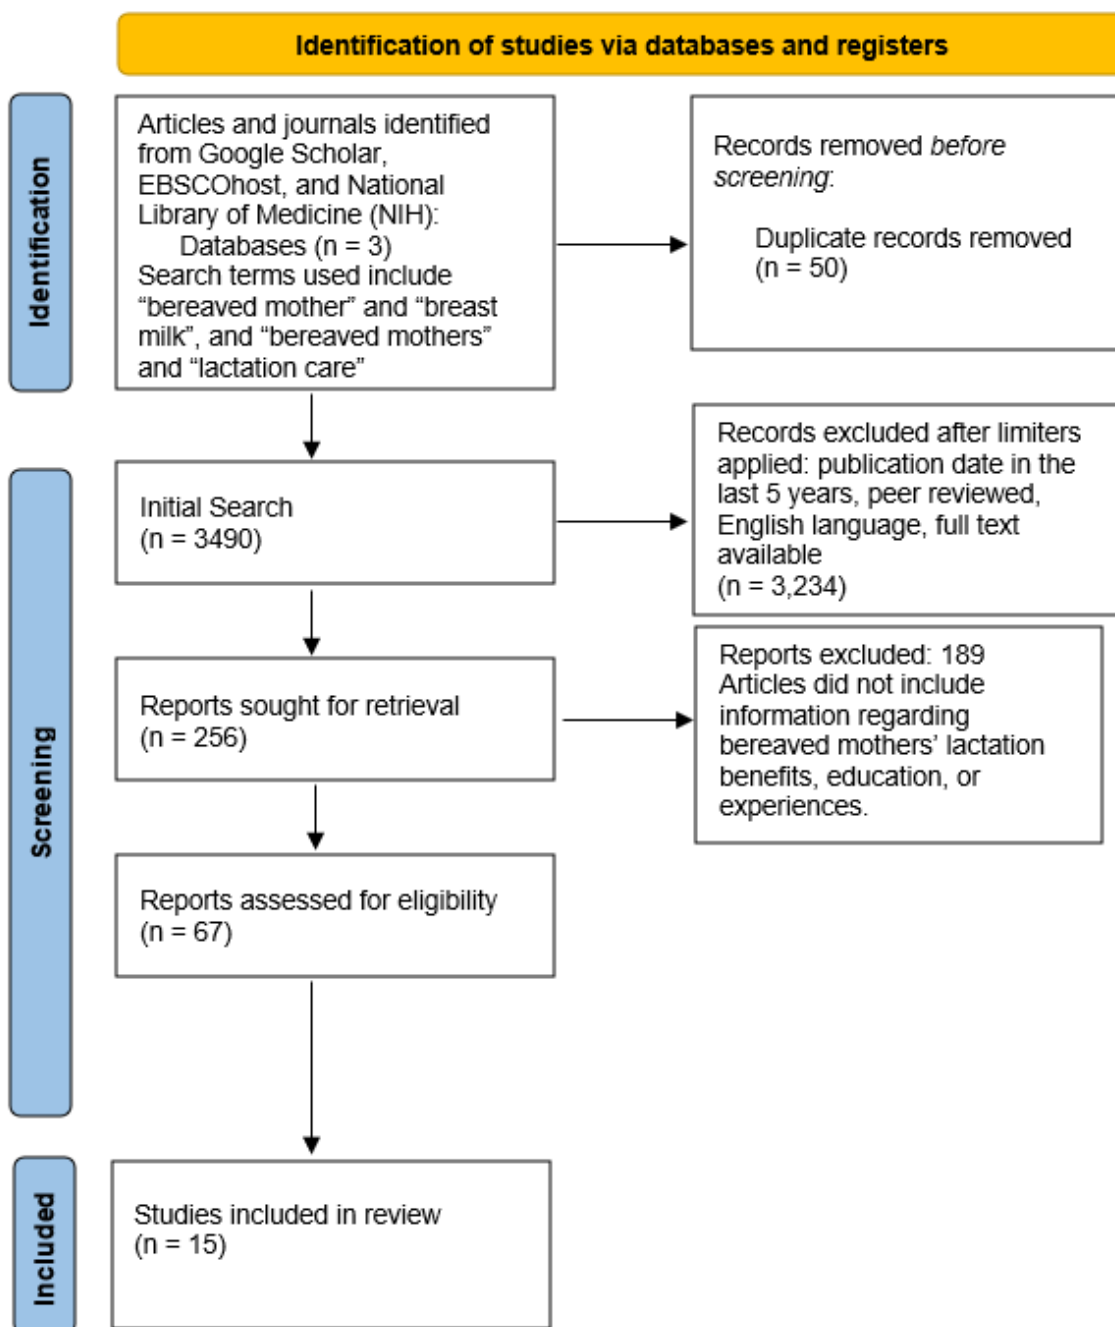 Identification of studies via databases and registers
Identification
Articles and journals identified
from Google Scholar,
EBSCOhost, and National
Library of Medicine (NIH):
Databases (n = 3)
Search terms used include
“bereaved mother” and “breast
milk”, and “bereaved mothers”
and “lactation care”
Records removed before
screening:
Duplicate records removed
(n = 50)
Screening
Initial Search
(n = 3490)
Records excluded after limiters
applied: publication date in the
last 5 years, peer reviewed,
English language, full text
available
(n = 3,234)
Reports sought for retrieval
(n = 256)
Reports excluded: 189
Articles did not include
information regarding
bereaved mothers’ lactation
benefits, education, or
experiences.
Reports assessed for eligibility
(n = 67)
Included
Studies included in review
(n = 15)